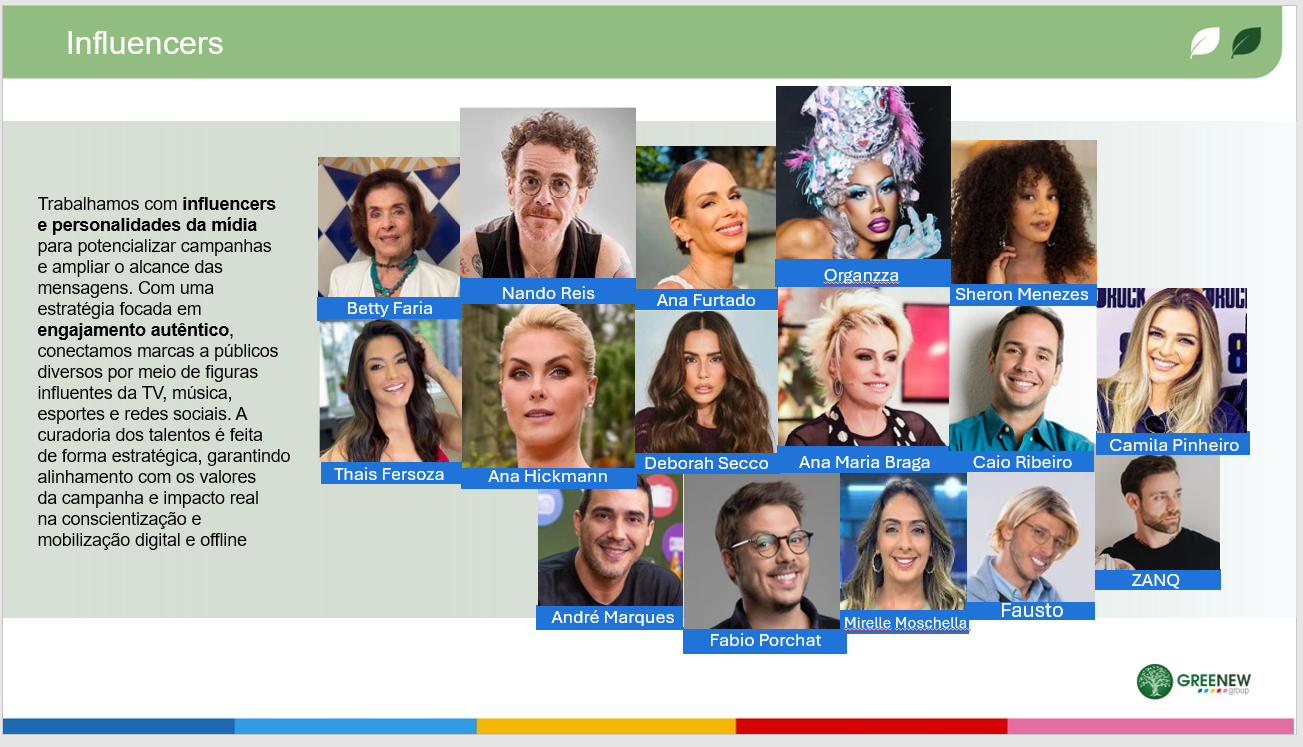 Influencers
Trabalhamos com influencers
e personalidades da mídia
para potencializar campanhas
e ampliar o alcance das
mensagens. Com uma
estratégia focada em
engajamento autêntico,
conectamos marcas a públicos
diversos por meio de figuras
influentes da TV, música,
esportes e redes sociais. A
curadoria dos talentos é feita
de forma estratégica, garantindo
alinhamento com os valores
da campanha e impacto real
na conscientização e
mobilização digital e offline
Betty Faria
Nando Reis
Ana Furtado
Organzza
Sheron Menezes
Thais Fersoza
Ana Hickmann
Deborah Secco
Ana Maria Braga
Caio Ribeiro
Camila Pinheiro
André Marques
Fabio Porchat
Mirelle Moschella
Fausto
ZANQ
GREENEW
group